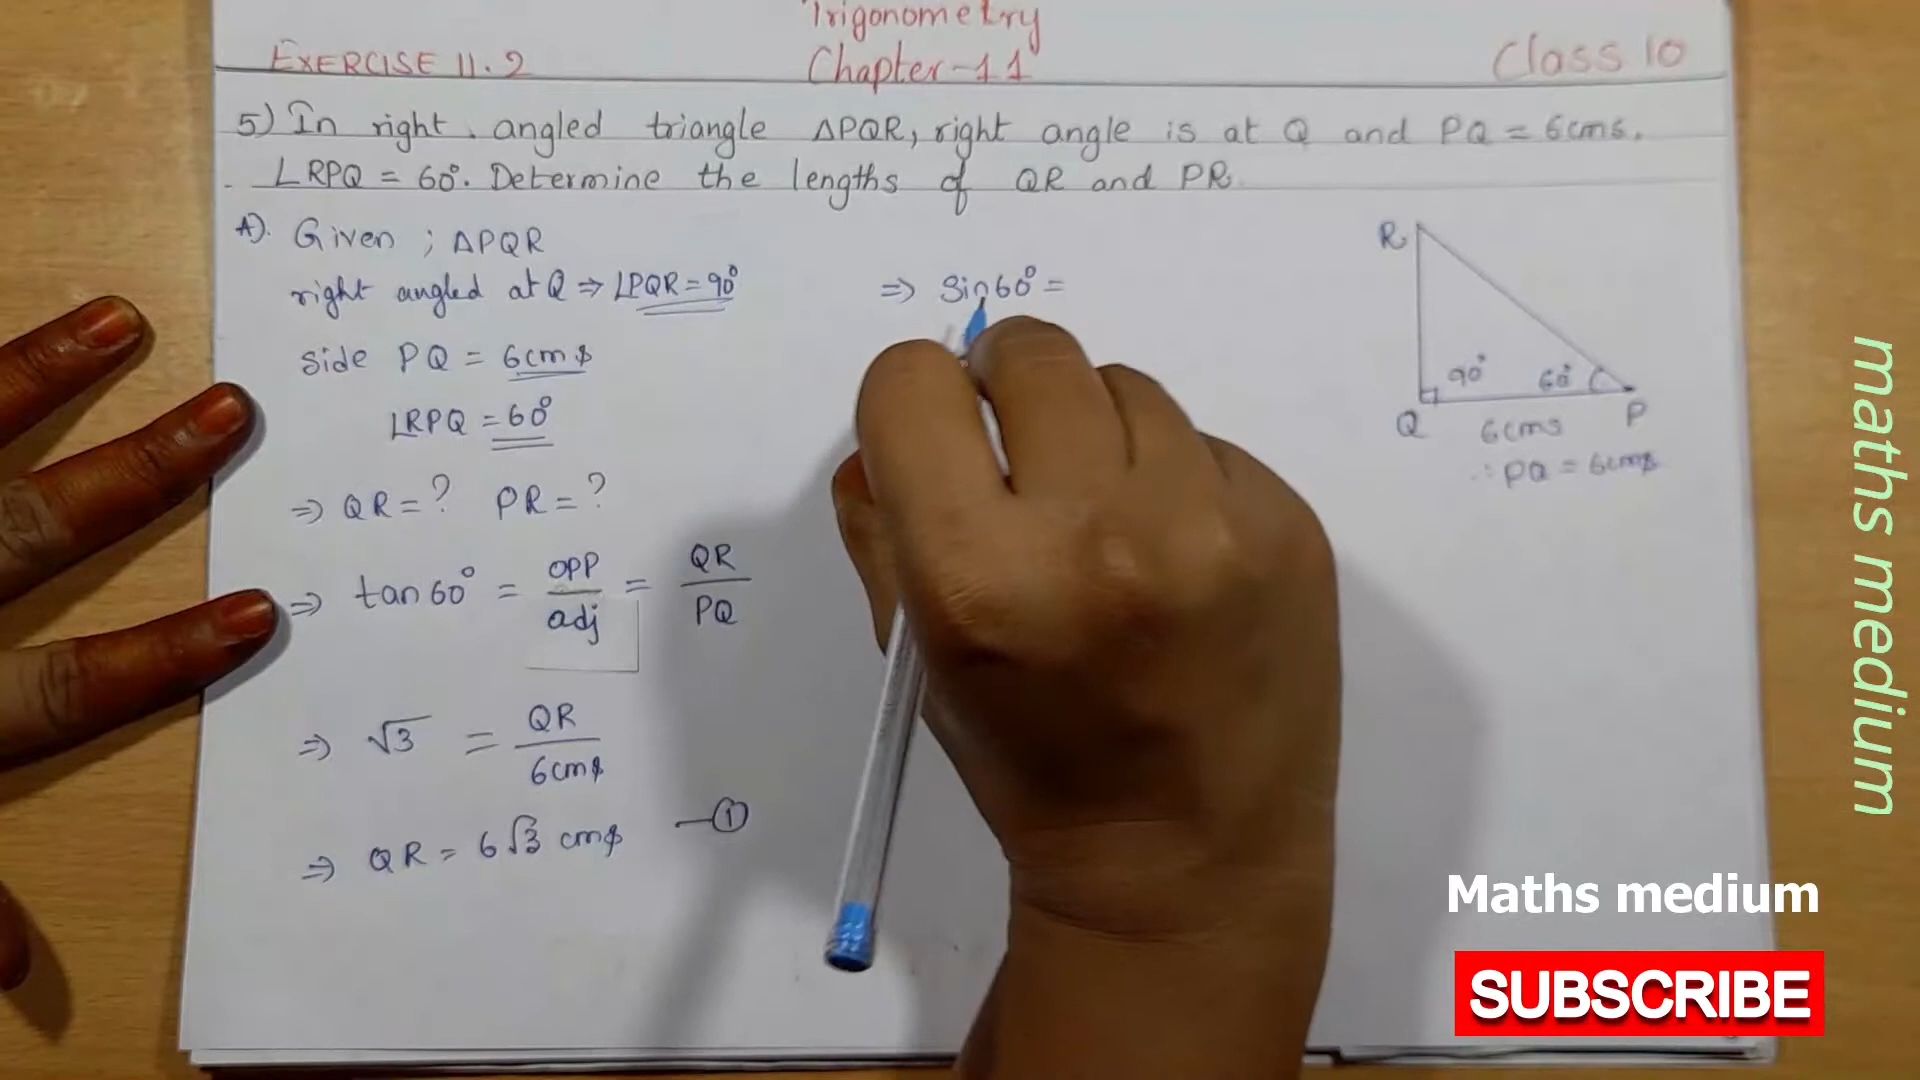 Trigonometry
EXERCISE 11.2 Chapter-11 Class 10
5) In right angled triangle ΔPQR, right angle is at Q and PQ = 6cms.
∠RPQ = 60°. Determine the lengths of QR and PR.
A). Given ; ΔPQR
right angled at Q ⇒ ∠PQR = 90°
side PQ = 6cms
∠RPQ = 60°
⇒ QR = ? PR = ?
⇒ tan 60° = opp/adj = QR/PQ
⇒ √3 = QR/6cms
⇒ QR = 6√3 cms —①
⇒ Sin60° =
R
90° 60°
Q 6cms P
∴ PQ = 6cms
maths medium
Maths medium
SUBSCRIBE